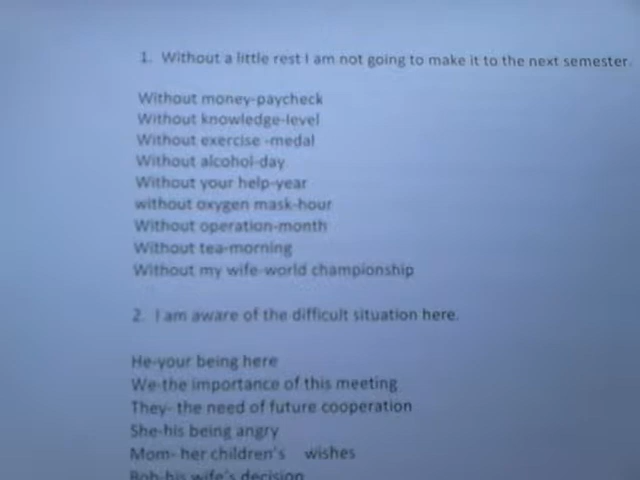 1. Without a little rest I am not going to make it to the next semester.
Without money-paycheck
Without knowledge-level
Without exercise -medal
Without alcohol-day
Without your help-year
without oxygen mask-hour
Without operation-month
Without tea-morning
Without my wife-world championship
2. I am aware of the difficult situation here.
He-your being here
We-the importance of this meeting
They- the need of future cooperation
She-his being angry
Mom- her children's wishes
Bob-his wife's decision